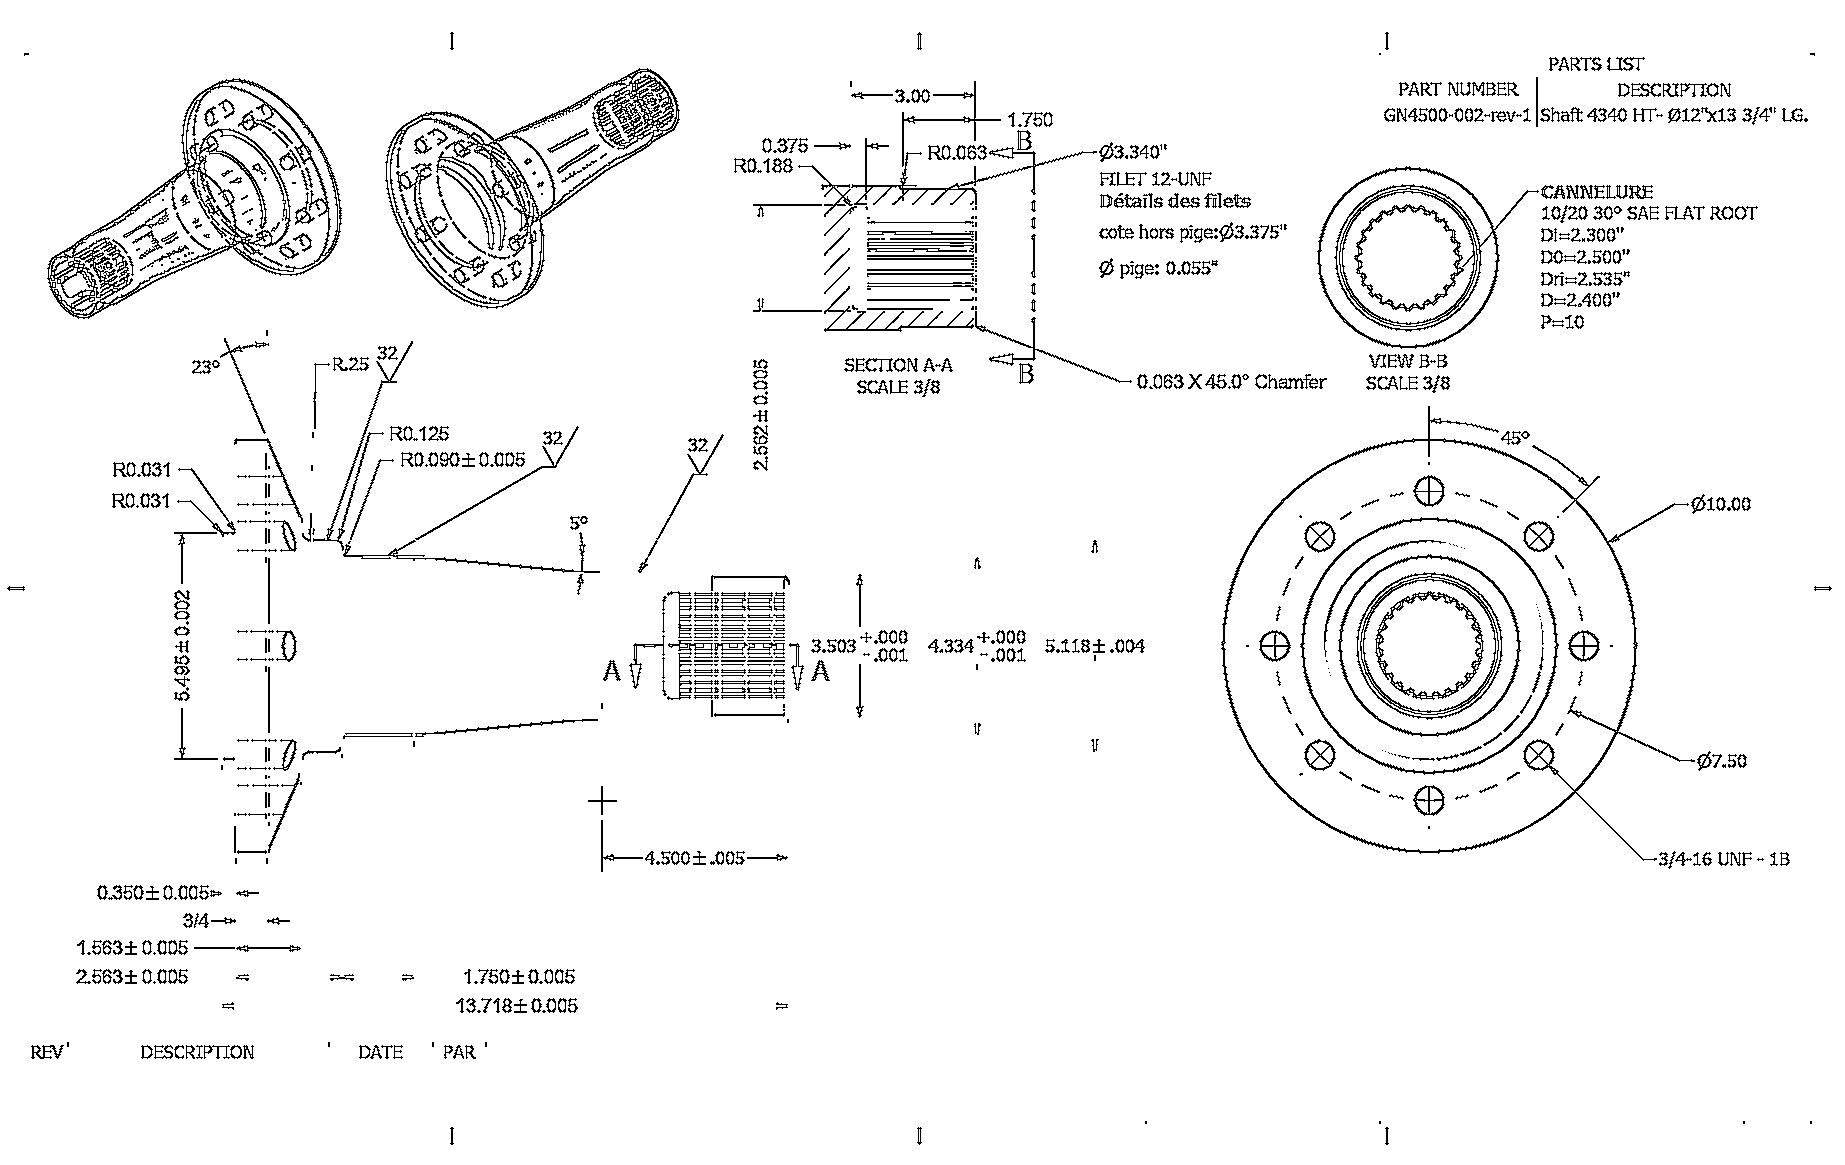 PARTS LIST
PART NUMBER DESCRIPTION
GN4500-002-rev-1 Shaft 4340 HT- Ø12"x13 3/4" LG.
3.00
1.750
B
0.375
R0.188
R0.063
Ø3.340"
FILET 12-UNF
Détails des filets
cote hors pige:Ø3.375"
Ø pige: 0.055"
CANNELURE
10/20 30° SAE FLAT ROOT
Di=2.300"
D0=2.500"
Dri=2.535"
D=2.400"
P=10
2.562±0.005
SECTION A-A
SCALE 3/8
B
0.063 X 45.0° Chamfer
VIEW B-B
SCALE 3/8
23°
R.25
32
R0.125
R0.090±0.005
32
32
R0.031
R0.031
5°
5.495±0.002
A
A
3.503 +.000 -.001
4.334 +.000 -.001
5.118±.004
45°
Ø10.00
Ø7.50
3/4-16 UNF - 1B
4.500±.005
0.350±0.005
3/4
1.563±0.005
2.563±0.005
1.750±0.005
13.718±0.005
REV DESCRIPTION DATE PAR